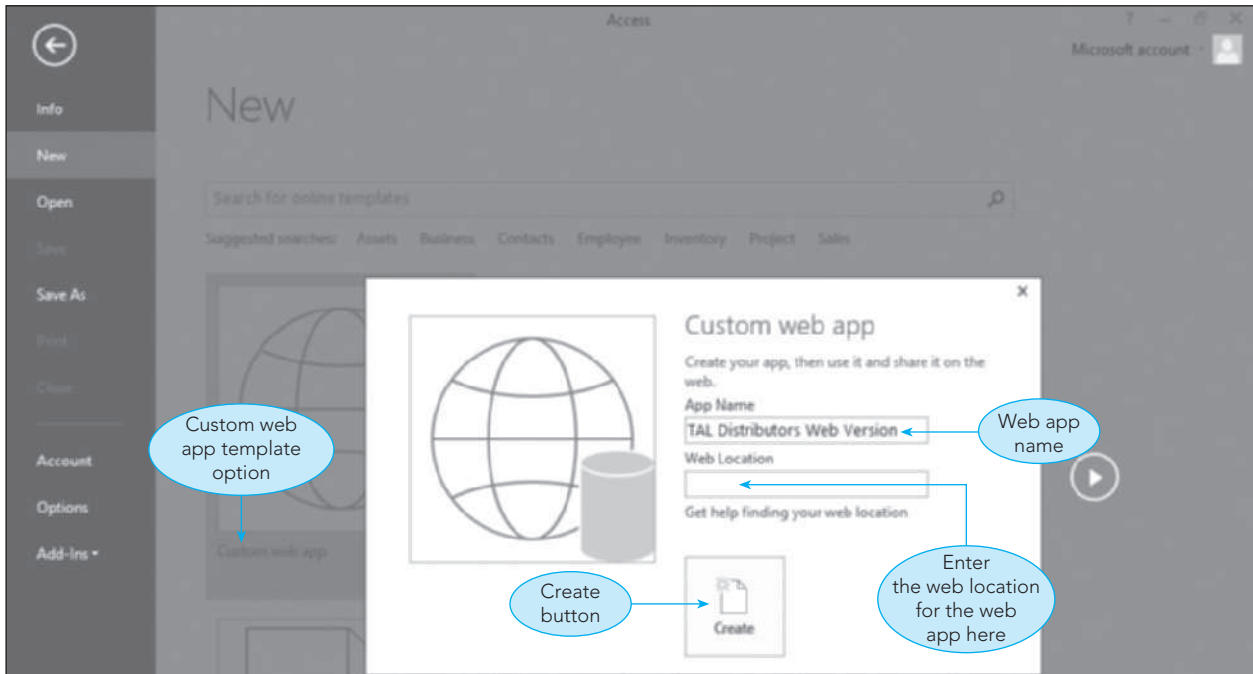 Access
? – X
Microsoft account
Info
New
Open
Save
Save As
Print
Close
Account
Options
Add-Ins
New
Search for online templates
Suggested searches: Assets Business Contacts Employee Inventory Project Sales
Custom web app
Custom web app
Create your app, then use it and share it on the
web.
App Name
TAL Distributors Web Version
Web Location
Get help finding your web location
Create
Custom web
app template
option
Web app
name
Create
button
Enter
the web location
for the web
app here